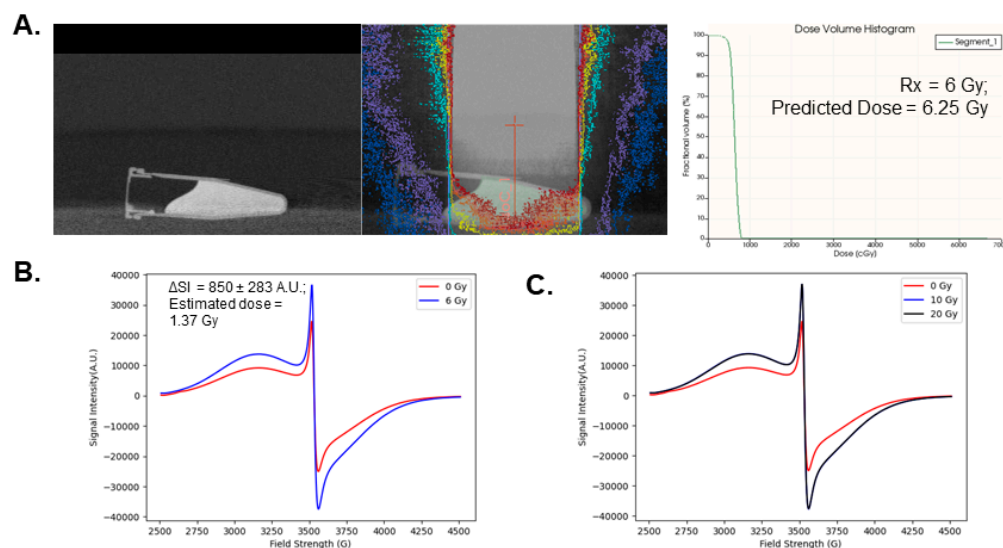 A.
Dose Volume Histogram
Segment_1
Rx = 6 Gy;
Predicted Dose = 6.25 Gy
Fractional volume (%)
100
90
80
70
60
50
40
30
20
10
0
0 1000 2000 3000 4000 5000 6000 700
Dose (cGy)
B.
ΔSI = 850 ± 283 A.U.;
Estimated dose =
1.37 Gy
0 Gy
6 Gy
Signal Intensity(A.U.)
40000
30000
20000
10000
0
−10000
−20000
−30000
−40000
2500 2750 3000 3250 3500 3750 4000 4250 4500
Field Strength (G)
C.
0 Gy
10 Gy
20 Gy
Signal Intensity(A.U.)
40000
30000
20000
10000
0
−10000
−20000
−30000
−40000
2500 2750 3000 3250 3500 3750 4000 4250 4500
Field Strength (G)